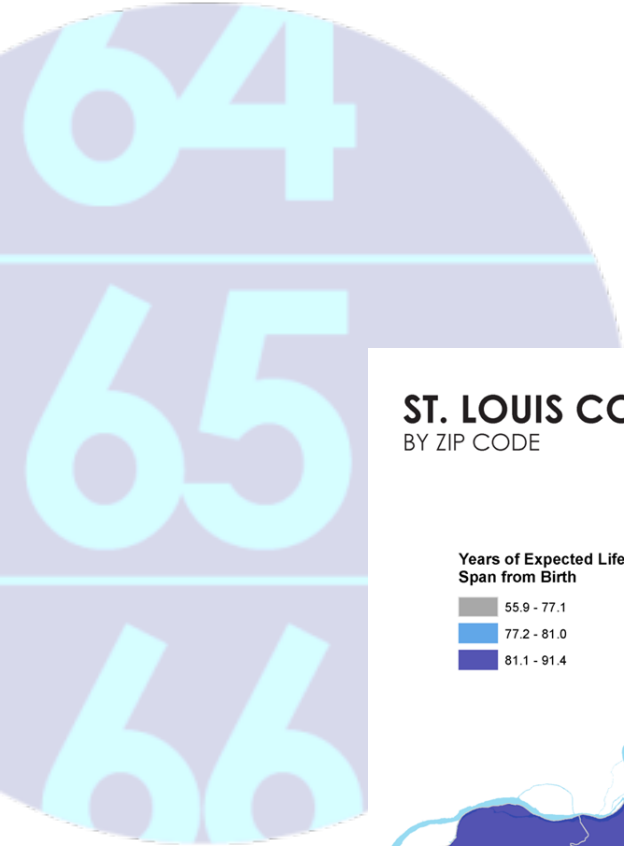 64
65
66
ST. LOUIS CO
BY ZIP CODE
Years of Expected Life
Span from Birth
55.9 - 77.1
77.2 - 81.0
81.1 - 91.4